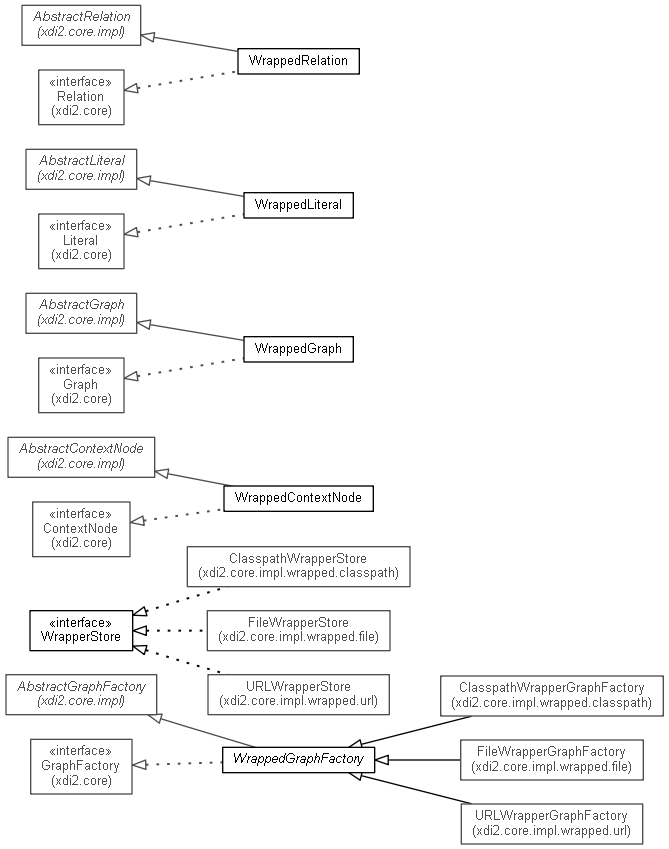 AbstractRelation
(xdi2.core.impl)
WrappedRelation
«interface»
Relation
(xdi2.core)
AbstractLiteral
(xdi2.core.impl)
WrappedLiteral
«interface»
Literal
(xdi2.core)
AbstractGraph
(xdi2.core.impl)
WrappedGraph
«interface»
Graph
(xdi2.core)
AbstractContextNode
(xdi2.core.impl)
WrappedContextNode
«interface»
ContextNode
(xdi2.core)
ClasspathWrapperStore
(xdi2.core.impl.wrapped.classpath)
«interface»
WrapperStore
FileWrapperStore
(xdi2.core.impl.wrapped.file)
URLWrapperStore
(xdi2.core.impl.wrapped.url)
AbstractGraphFactory
(xdi2.core.impl)
ClasspathWrapperGraphFactory
(xdi2.core.impl.wrapped.classpath)
«interface»
GraphFactory
(xdi2.core)
WrappedGraphFactory
FileWrapperGraphFactory
(xdi2.core.impl.wrapped.file)
URLWrapperGraphFactory
(xdi2.core.impl.wrapped.url)